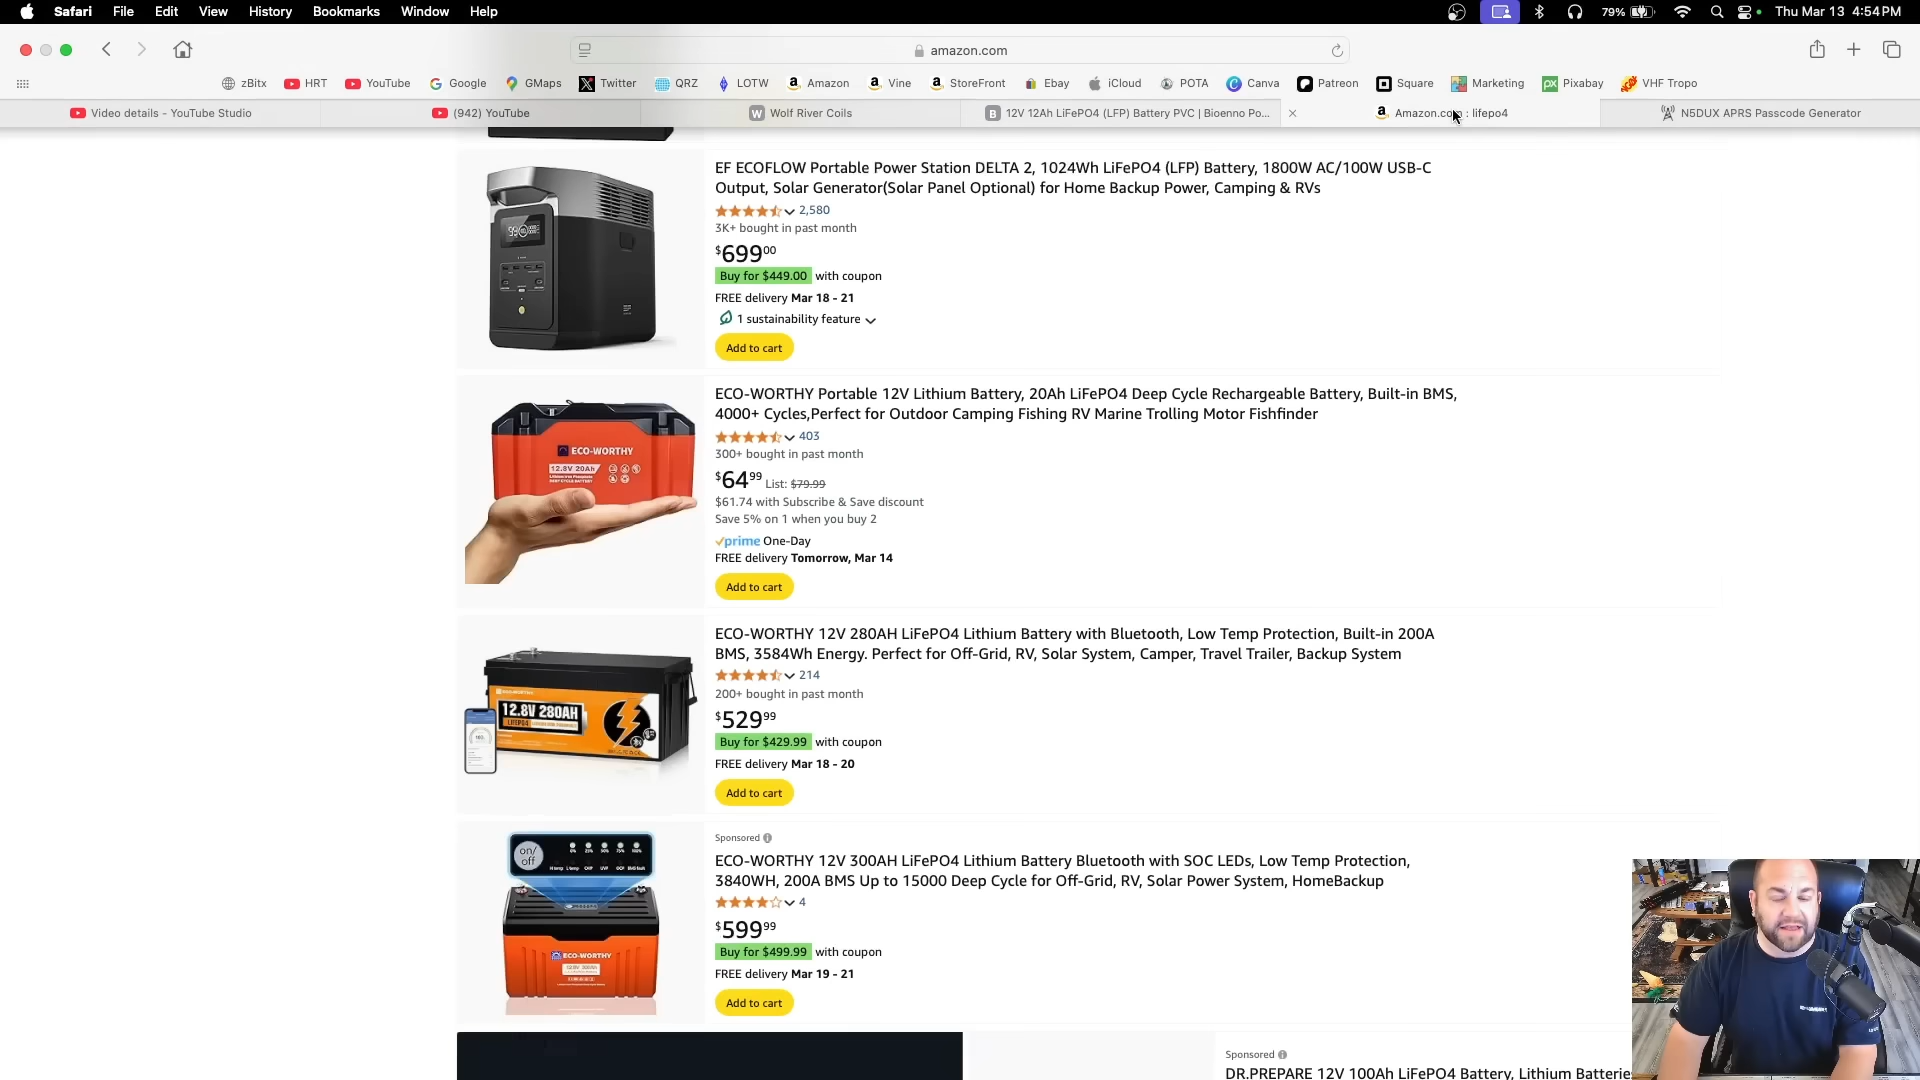 Safari File Edit View History Bookmarks Window Help
79% Thu Mar 13 4:54 PM
amazon.com
zBitx HRT YouTube Google GMaps Twitter QRZ LOTW Amazon Vine StoreFront Ebay iCloud POTA Canva Patreon Square Marketing Pixabay VHF Tropo
Video details - YouTube Studio
(942) YouTube
Wolf River Coils
12V 12Ah LiFePO4 (LFP) Battery PVC | Bioenno Po...
Amazon.com : lifepo4
N5DUX APRS Passcode Generator
EF ECOFLOW Portable Power Station DELTA 2, 1024Wh LiFePO4 (LFP) Battery, 1800W AC/100W USB-C
Output, Solar Generator(Solar Panel Optional) for Home Backup Power, Camping & RVs
2,580
3K+ bought in past month
$699.00
Buy for $449.00 with coupon
FREE delivery Mar 18 - 21
1 sustainability feature
Add to cart
ECO-WORTHY
12.8V 20Ah
ECO-WORTHY Portable 12V Lithium Battery, 20Ah LiFePO4 Deep Cycle Rechargeable Battery, Built-in BMS,
4000+ Cycles,Perfect for Outdoor Camping Fishing RV Marine Trolling Motor Fishfinder
403
300+ bought in past month
$64.99 List: $79.99
$61.74 with Subscribe & Save discount
Save 5% on 1 when you buy 2
prime One-Day
FREE delivery Tomorrow, Mar 14
Add to cart
12.8V 280AH
ECO-WORTHY 12V 280AH LiFePO4 Lithium Battery with Bluetooth, Low Temp Protection, Built-in 200A
BMS, 3584Wh Energy. Perfect for Off-Grid, RV, Solar System, Camper, Travel Trailer, Backup System
214
200+ bought in past month
$529.99
Buy for $429.99 with coupon
FREE delivery Mar 18 - 20
Add to cart
on/
off
ECO-WORTHY
Sponsored
ECO-WORTHY 12V 300AH LiFePO4 Lithium Battery Bluetooth with SOC LEDs, Low Temp Protection,
3840WH, 200A BMS Up to 15000 Deep Cycle for Off-Grid, RV, Solar Power System, HomeBackup
4
$599.99
Buy for $499.99 with coupon
FREE delivery Mar 19 - 21
Add to cart
Sponsored
DR.PREPARE 12V 100Ah LiFePO4 Battery, Lithium Batterie